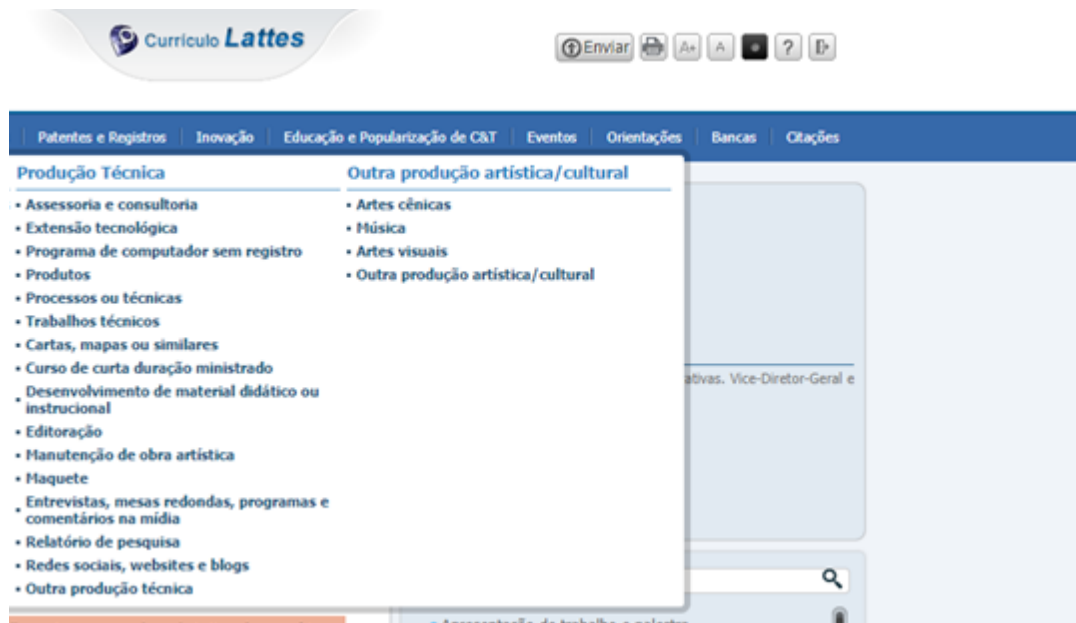 Currículo Lattes
Enviar A+ A ?
Patentes e Registros Inovação Educação e Popularização de C&T Eventos Orientações Bancas Citações
Produção Técnica
• Assessoria e consultoria
• Extensão tecnológica
• Programa de computador sem registro
• Produtos
• Processos ou técnicas
• Trabalhos técnicos
• Cartas, mapas ou similares
• Curso de curta duração ministrado
• Desenvolvimento de material didático ou
instrucional
• Editoração
• Manutenção de obra artística
• Maquete
• Entrevistas, mesas redondas, programas e
comentários na mídia
• Relatório de pesquisa
• Redes sociais, websites e blogs
• Outra produção técnica
Outra produção artística/cultural
• Artes cênicas
• Música
• Artes visuais
• Outra produção artística/cultural
ativas. Vice-Diretor-Geral e